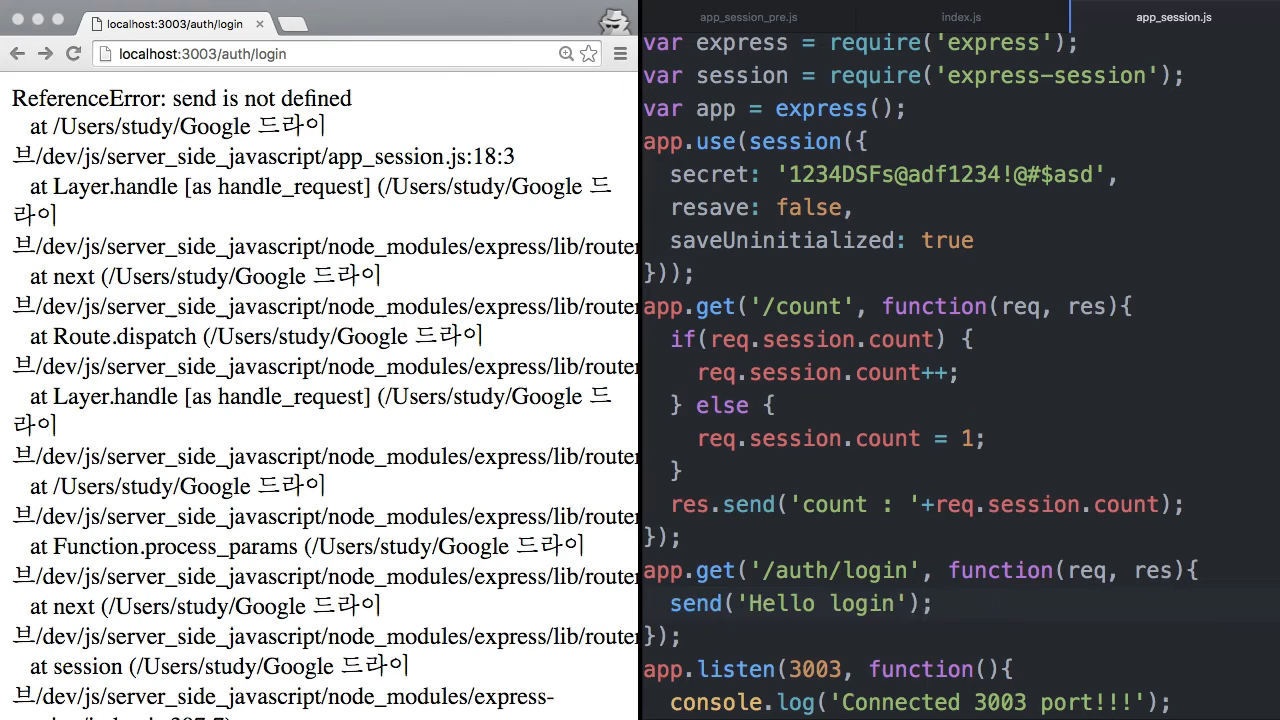 localhost:3003/auth/login
localhost:3003/auth/login
ReferenceError: send is not defined
at /Users/study/Google 드라이
브/dev/js/server_side_javascript/app_session.js:18:3
at Layer.handle [as handle_request] (/Users/study/Google 드
라이
브/dev/js/server_side_javascript/node_modules/express/lib/router
at next (/Users/study/Google 드라이
브/dev/js/server_side_javascript/node_modules/express/lib/router
at Route.dispatch (/Users/study/Google 드라이
브/dev/js/server_side_javascript/node_modules/express/lib/router
at Layer.handle [as handle_request] (/Users/study/Google 드
라이
브/dev/js/server_side_javascript/node_modules/express/lib/router
at /Users/study/Google 드라이
브/dev/js/server_side_javascript/node_modules/express/lib/router
at Function.process_params (/Users/study/Google 드라이
브/dev/js/server_side_javascript/node_modules/express/lib/router
at next (/Users/study/Google 드라이
브/dev/js/server_side_javascript/node_modules/express/lib/router
at session (/Users/study/Google 드라이
브/dev/js/server_side_javascript/node_modules/express-
app_session_pre.js
index.js
app_session.js
var express = require('express');
var session = require('express-session');
var app = express();
app.use(session({
  secret: '1234DSFs@adf1234!@#$asd',
  resave: false,
  saveUninitialized: true
}));
app.get('/count', function(req, res){
  if(req.session.count) {
    req.session.count++;
  } else {
    req.session.count = 1;
  }
  res.send('count : '+req.session.count);
});
app.get('/auth/login', function(req, res){
  send('Hello login');
});
app.listen(3003, function(){
  console.log('Connected 3003 port!!!');